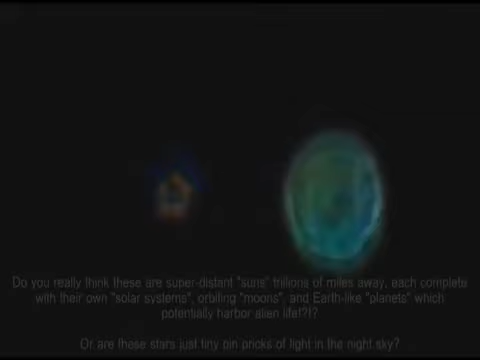 Do you really think these are super-distant "suns" trillions of miles away, each complete
with their own "solar systems", orbiting "moons", and Earth-like "planets" which
potentially harbor alien life!?!?
Or are these stars just tiny pin pricks of light in the night sky?